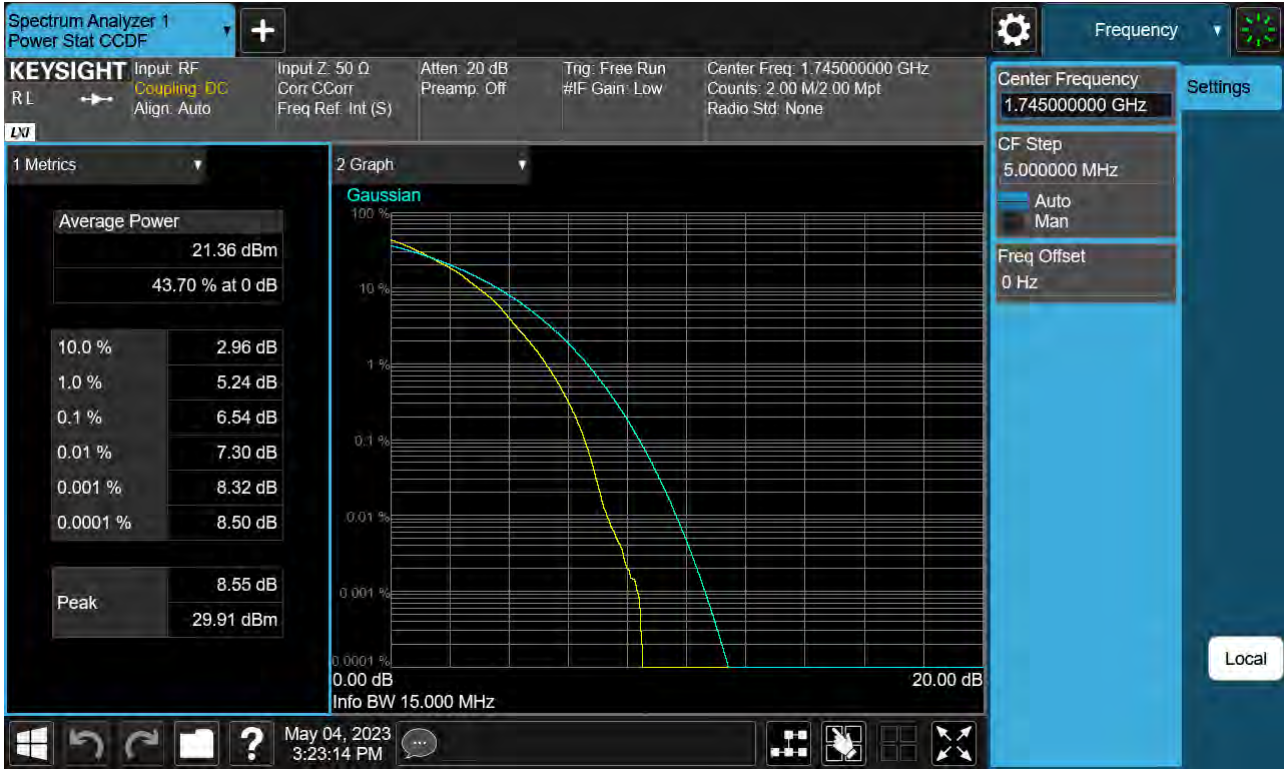 Spectrum Analyzer 1
Power Stat CCDF
Frequency
KEYSIGHT
R L
LXI
Input: RF
Coupling: DC
Align: Auto
Input Z: 50 Ω
Corr CCorr
Freq Ref: Int (S)
Atten: 20 dB
Preamp: Off
Trig: Free Run
#IF Gain: Low
Center Freq: 1.745000000 GHz
Counts: 2.00 M/2.00 Mpt
Radio Std: None
Center Frequency
1.745000000 GHz
Settings
CF Step
5.000000 MHz
Auto
Man
Freq Offset
0 Hz
Local
1 Metrics
Average Power
21.36 dBm
43.70 % at 0 dB
10.0 % 2.96 dB
1.0 % 5.24 dB
0.1 % 6.54 dB
0.01 % 7.30 dB
0.001 % 8.32 dB
0.0001 % 8.50 dB
Peak 8.55 dB
29.91 dBm
2 Graph
Gaussian
100 %
10 %
1 %
0.1 %
0.01 %
0.001 %
0.0001 %
0.00 dB 20.00 dB
Info BW 15.000 MHz
?
May 04, 2023
3:23:14 PM